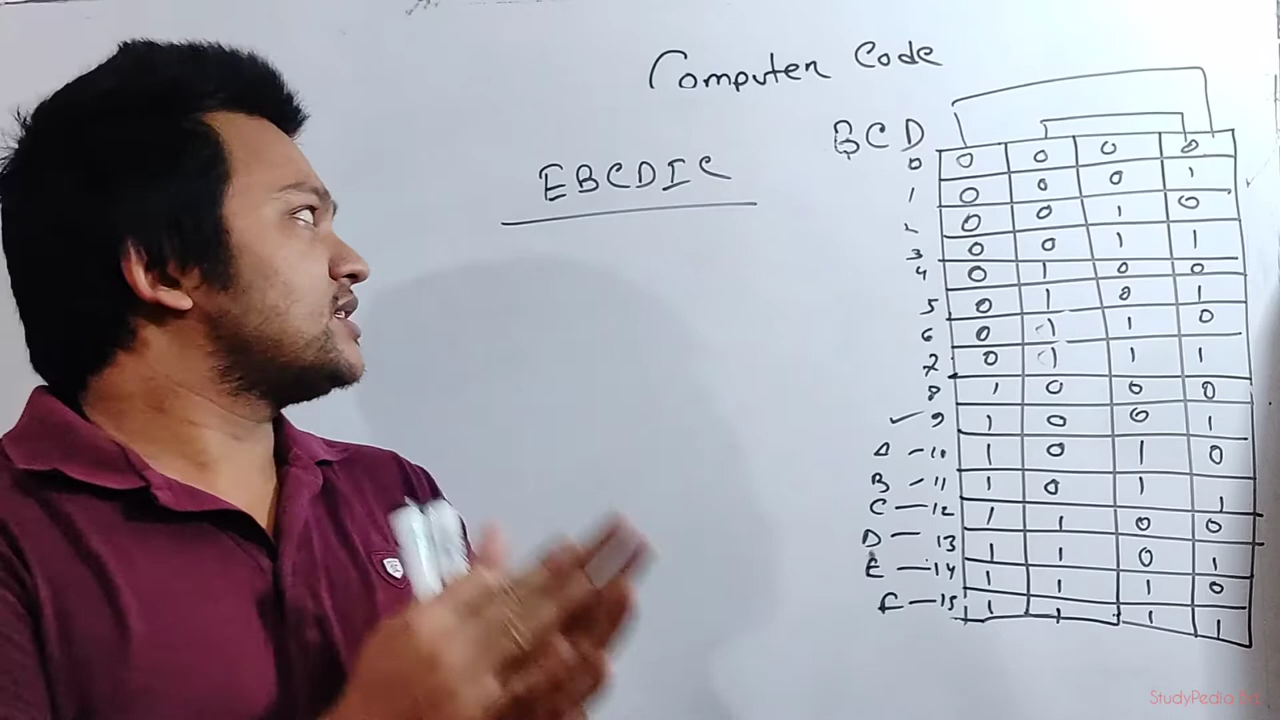 Computer Code
EBCDIC
BCD
0 0 0 0 0
1 0 0 0 1
2 0 0 1 0
3 0 0 1 1
4 0 1 0 0
5 0 1 0 1
6 0 1 1 0
7 0 1 1 1
8 1 0 0 0
✓ 9 1 0 0 1
A - 10 1 0 1 0
B - 11 1 0 1 1
C - 12 1 1 0 0
D - 13 1 1 0 1
E - 14 1 1 1 0
F - 15 1 1 1 1
StudyPedia